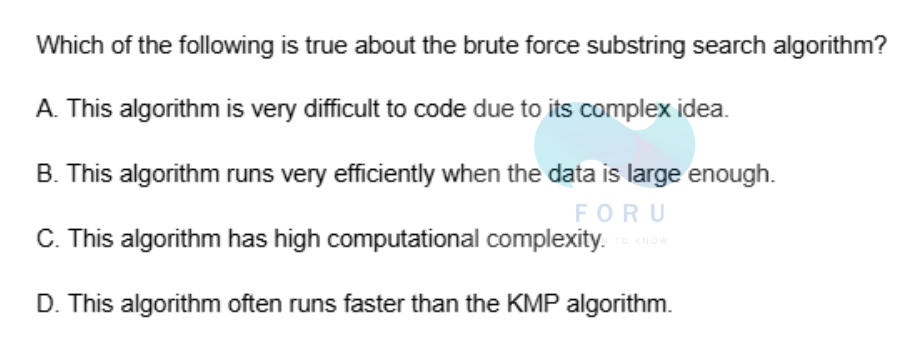 Which of the following is true about the brute force substring search algorithm?
A. This algorithm is very difficult to code due to its complex idea.
B. This algorithm runs very efficiently when the data is large enough.
FORU
C. This algorithm has high computational complexity.
TO KNOW
D. This algorithm often runs faster than the KMP algorithm.